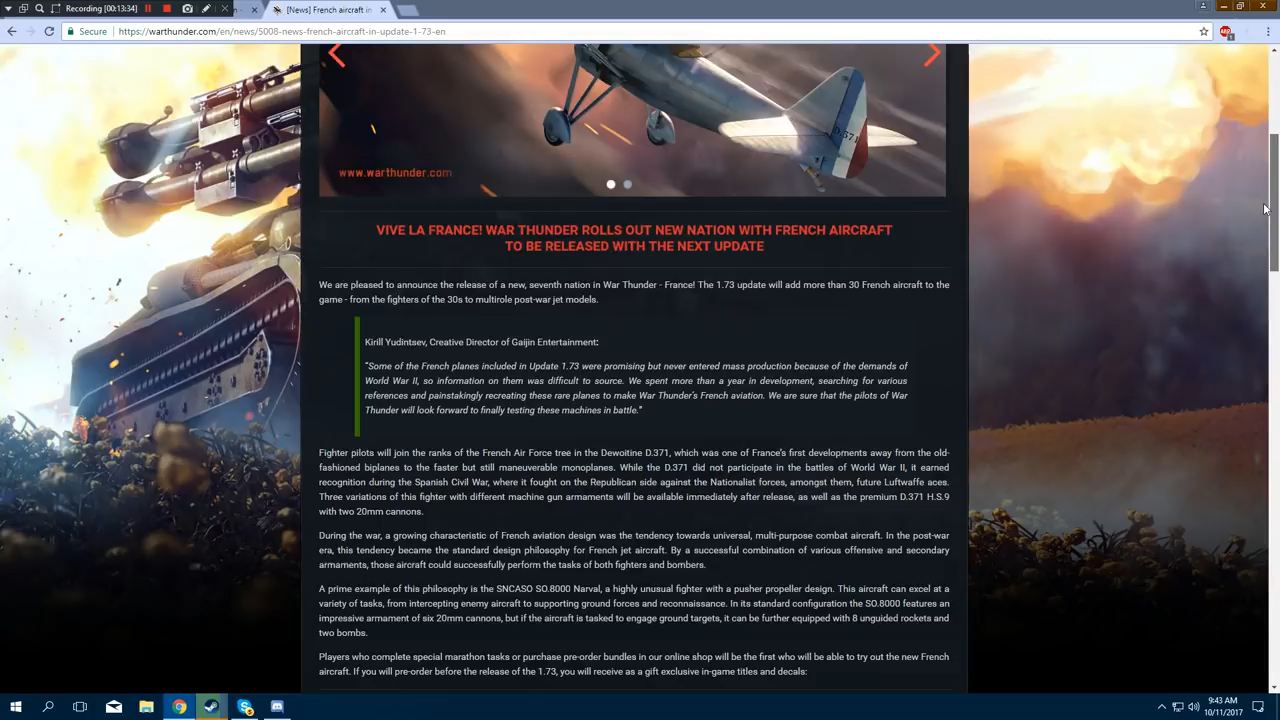 Recording [00:13:34]
[News] French aircraft in
Secure
https://warthunder.com/en/news/5008-news-french-aircraft-in-update-1-73-en
D.371
www.warthunder.com
VIVE LA FRANCE! WAR THUNDER ROLLS OUT NEW NATION WITH FRENCH AIRCRAFT
TO BE RELEASED WITH THE NEXT UPDATE
We are pleased to announce the release of a new, seventh nation in War Thunder - France! The 1.73 update will add more than 30 French aircraft to the
game - from the fighters of the 30s to multirole post-war jet models.
Kirill Yudintsev, Creative Director of Gaijin Entertainment:
"Some of the French planes included in Update 1.73 were promising but never entered mass production because of the demands of
World War II, so information on them was difficult to source. We spent more than a year in development, searching for various
references and painstakingly recreating these rare planes to make War Thunder's French aviation. We are sure that the pilots of War
Thunder will look forward to finally testing these machines in battle."
Fighter pilots will join the ranks of the French Air Force tree in the Dewoitine D.371, which was one of France's first developments away from the old-
fashioned biplanes to the faster but still maneuverable monoplanes. While the D.371 did not participate in the battles of World War II, it earned
recognition during the Spanish Civil War, where it fought on the Republican side against the Nationalist forces, amongst them, future Luftwaffe aces.
Three variations of this fighter with different machine gun armaments will be available immediately after release, as well as the premium D.371 H.S.9
with two 20mm cannons.
During the war, a growing characteristic of French aviation design was the tendency towards universal, multi-purpose combat aircraft. In the post-war
era, this tendency became the standard design philosophy for French jet aircraft. By a successful combination of various offensive and secondary
armaments, those aircraft could successfully perform the tasks of both fighters and bombers.
A prime example of this philosophy is the SNCASO SO.8000 Narval, a highly unusual fighter with a pusher propeller design. This aircraft can excel at a
variety of tasks, from intercepting enemy aircraft to supporting ground forces and reconnaissance. In its standard configuration the SO.8000 features an
impressive armament of six 20mm cannons, but if the aircraft is tasked to engage ground targets, it can be further equipped with 8 unguided rockets and
two bombs.
Players who complete special marathon tasks or purchase pre-order bundles in our online shop will be the first who will be able to try out the new French
aircraft. If you will pre-order before the release of the 1.73, you will receive as a gift exclusive in-game titles and decals:
9:43 AM
10/11/2017